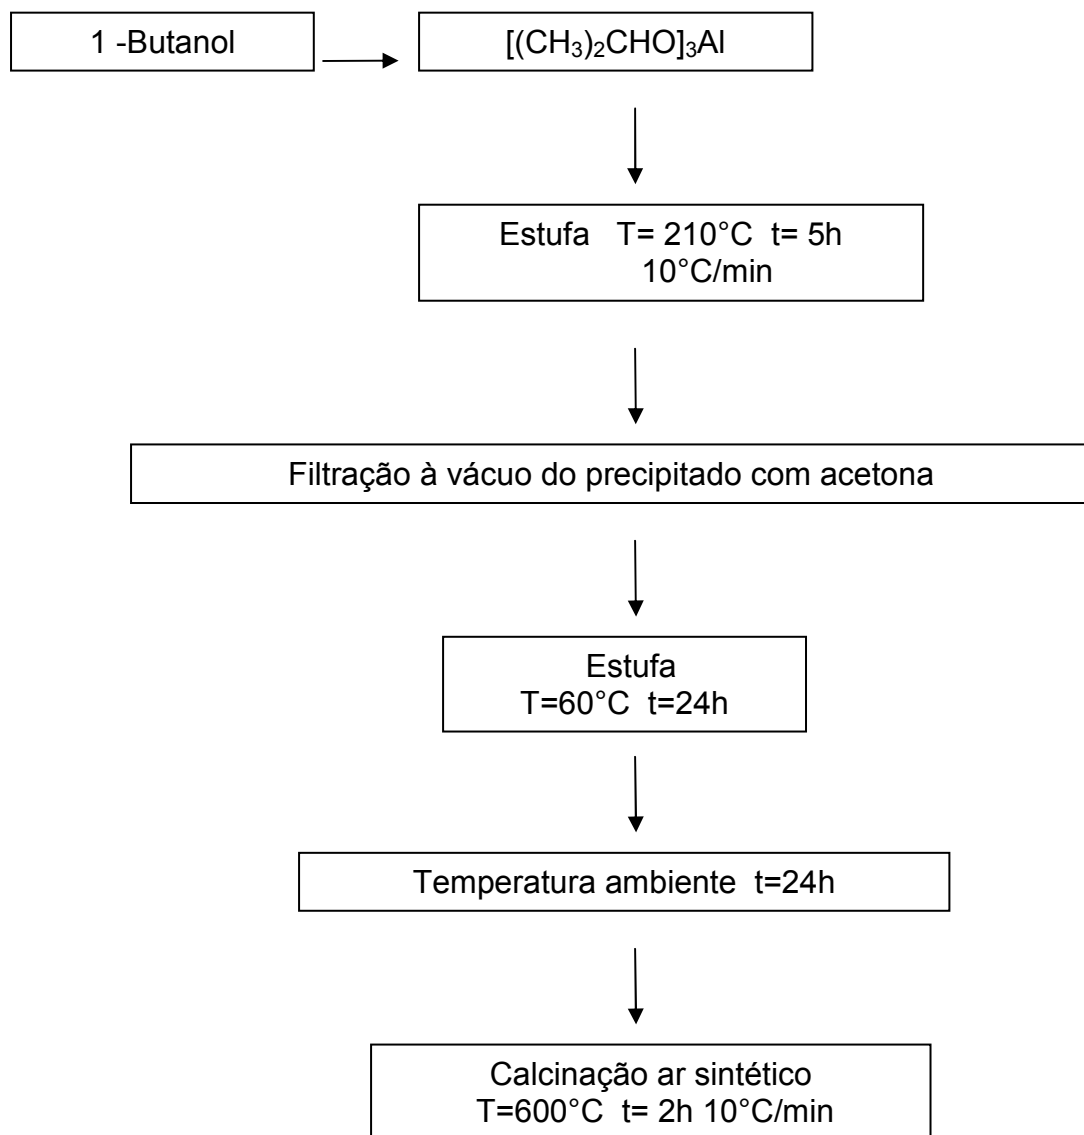 1 -Butanol
[(CH₃)₂CHO]₃Al
Estufa T= 210°C t= 5h
10°C/min
Filtração à vácuo do precipitado com acetona
Estufa
T=60°C t=24h
Temperatura ambiente t=24h
Calcinação ar sintético
T=600°C t= 2h 10°C/min